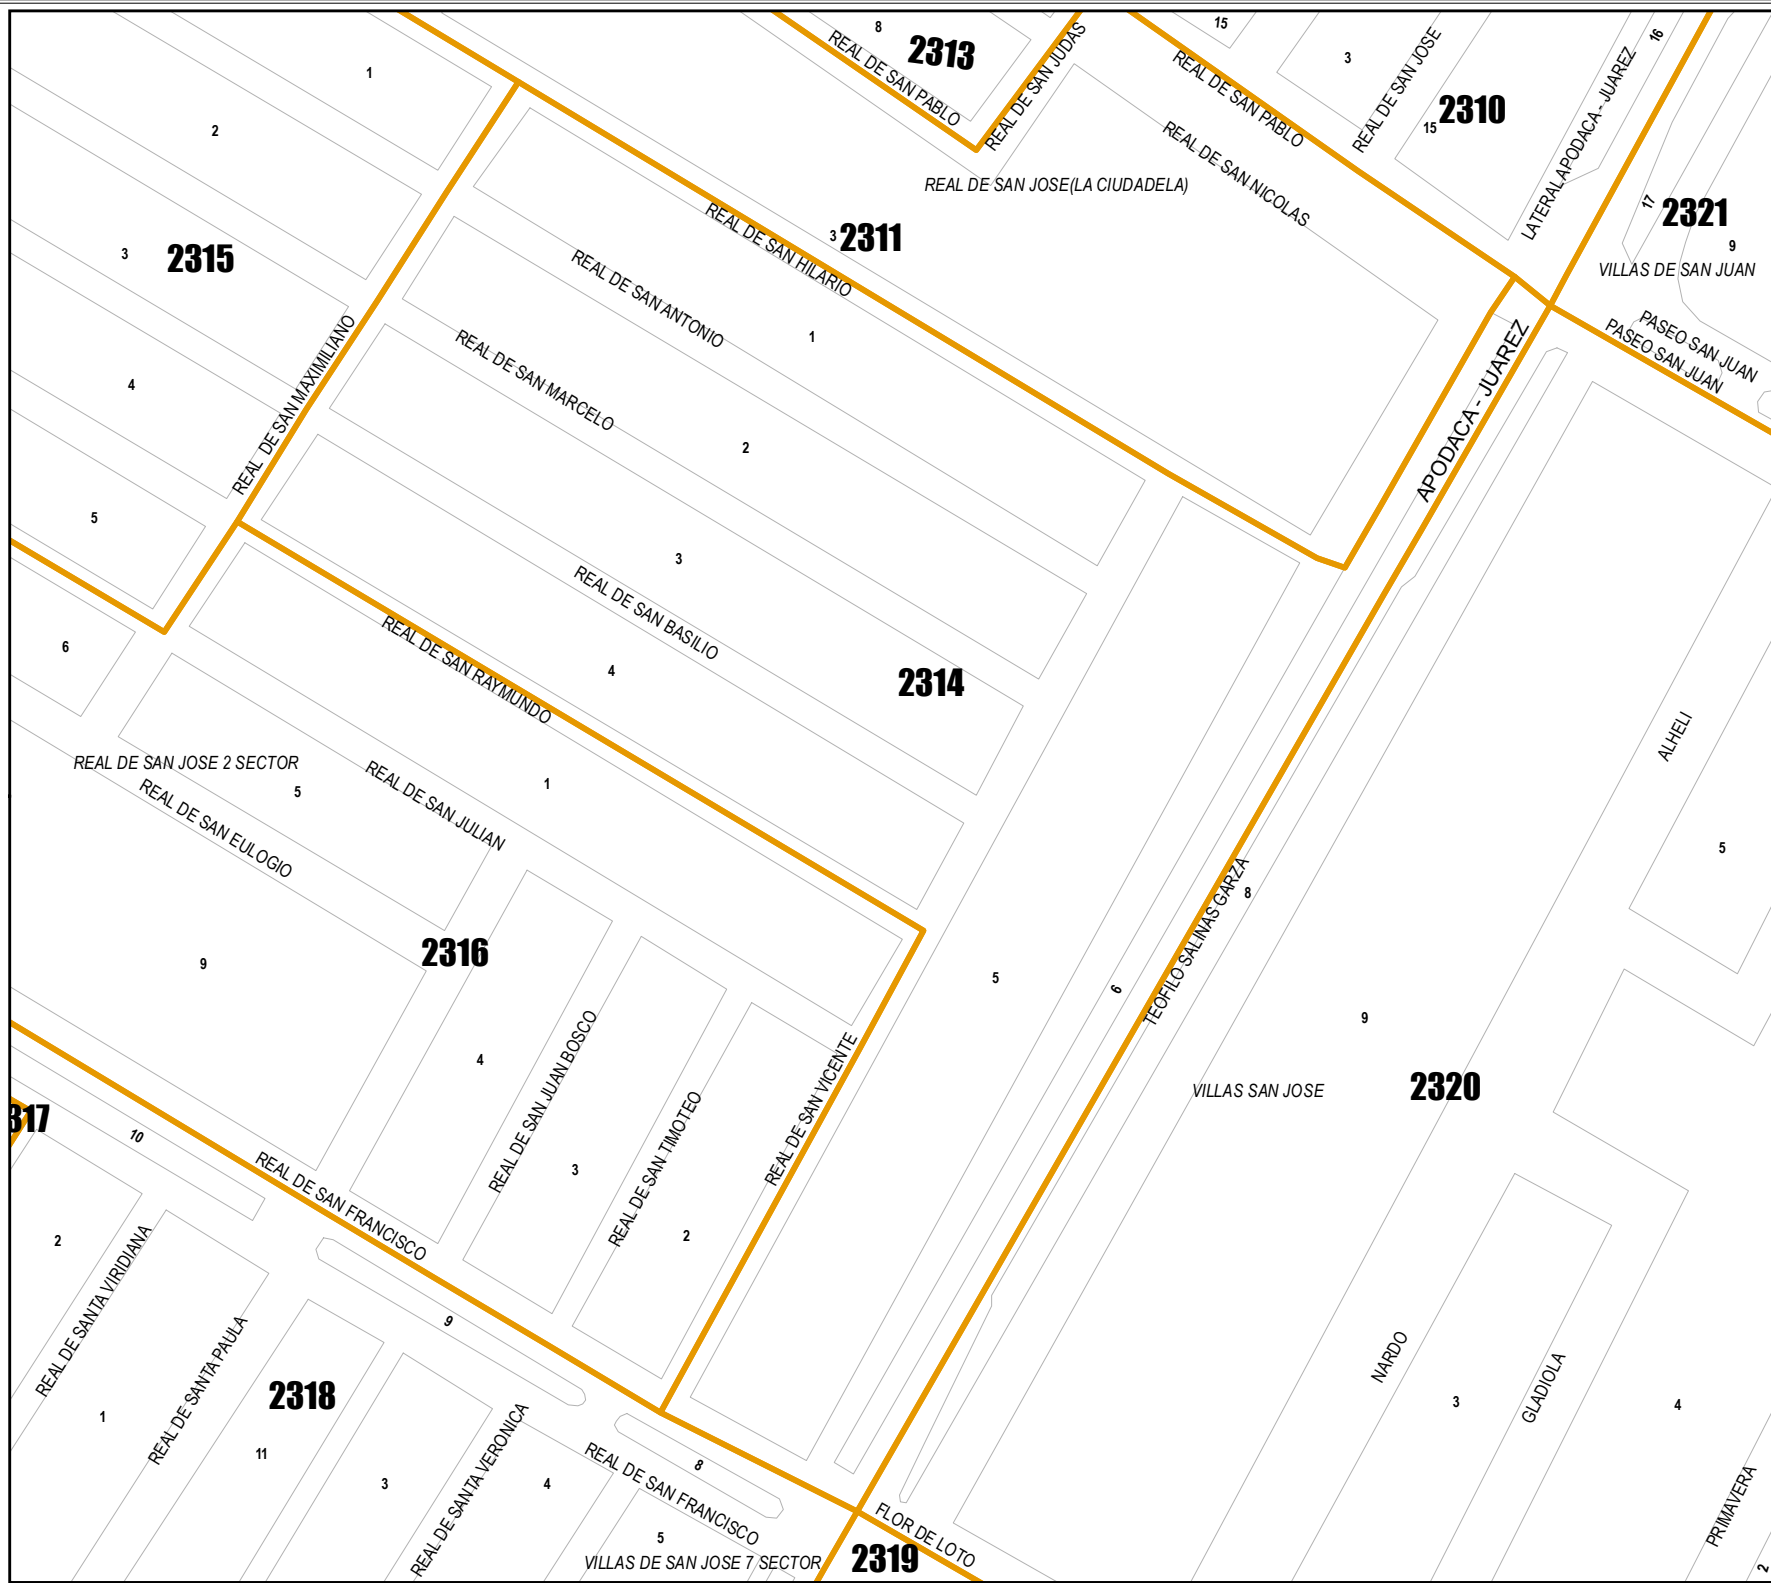 8
2313
REAL DE SAN PABLO
REAL DE SAN JUDAS
15
3
REAL DE SAN JOSE
16
1
REAL DE SAN PABLO
LATERAL APODACA - JUAREZ
15
2310
2
REAL DE SAN NICOLAS
REAL DE SAN JOSE(LA CIUDADELA)
17
2321
9
VILLAS DE SAN JUAN
3
2315
REAL DE SAN HILARIO
3
2311
REAL DE SAN ANTONIO
1
PASEO SAN JUAN
PASEO SAN JUAN
REAL DE SAN MAXIMILIANO
REAL DE SAN MARCELO
APODACA - JUAREZ
4
2
5
3
REAL DE SAN BASILIO
6
REAL DE SAN RAYMUNDO
4
2314
ALHELI
REAL DE SAN JOSE 2 SECTOR
5
REAL DE SAN JULIAN
1
REAL DE SAN EULOGIO
5
TEOFILO SALINAS GARZA
8
2316
9
5
6
9
4
REAL DE SAN JUAN BOSCO
REAL DE SAN VICENTE
VILLAS SAN JOSE
2320
317
10
REAL DE SAN FRANCISCO
3
REAL DE SAN TIMOTEO
2
2
REAL DE SANTA VIRIDIANA
9
REAL DE SANTA PAULA
2318
NARDO
GLADIOLA
3
4
1
11
3
REAL DE SANTA VERONICA
4
REAL DE SAN FRANCISCO
8
5
VILLAS DE SAN JOSE 7 SECTOR
2319
FLOR DE LOTO
PRIMAVERA
2